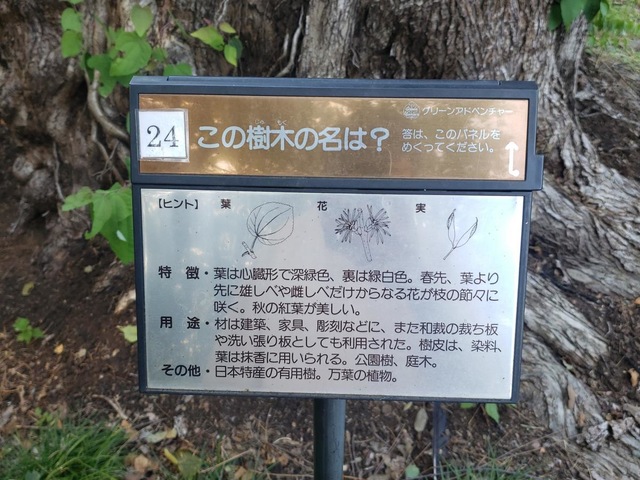 グリーンアドベンチャー
24 この樹木の名は？
じゅもく
答は、このパネルを
めくってください。
【ヒント】 葉 花 実
特 徴・葉は心臓形で深緑色、裏は緑白色。春先、葉より
先に雄しべや雌しべだけからなる花が枝の節々に
咲く。秋の紅葉が美しい。
用 途・材は建築、家具、彫刻などに、また和裁の裁ち板
や洗い張り板としても利用された。樹皮は、染料、
葉は抹香に用いられる。公園樹、庭木。
その他・日本特産の有用樹。万葉の植物。